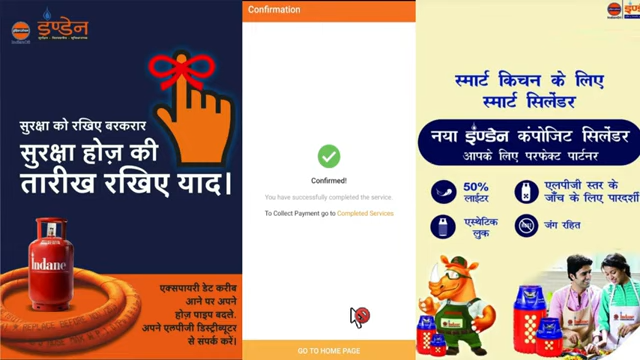 इण्डेन
सुरक्षा को रखिए बरकरार
सुरक्षा होज़ की
तारीख रखिए याद।
Indane
एक्सपायरी डेट करीब
आने पर अपने
होज़ पाइप बदले.
अपने एलपीजी डिस्ट्रीब्यूटर
से संपर्क करें।
Confirmation
Confirmed!
You have successfully completed the service.
To Collect Payment go to Completed Services
GO TO HOME PAGE
स्मार्ट किचन के लिए
स्मार्ट सिलेंडर
नया इंण्डेन कंपोजिट सिलेंडर
आपके लिए परफेक्ट पार्टनर
50%
लाईटर
एलपीजी स्तर के
जाँच के लिए पारदर्शी
एस्थेटिक
लुक
जंग रहित